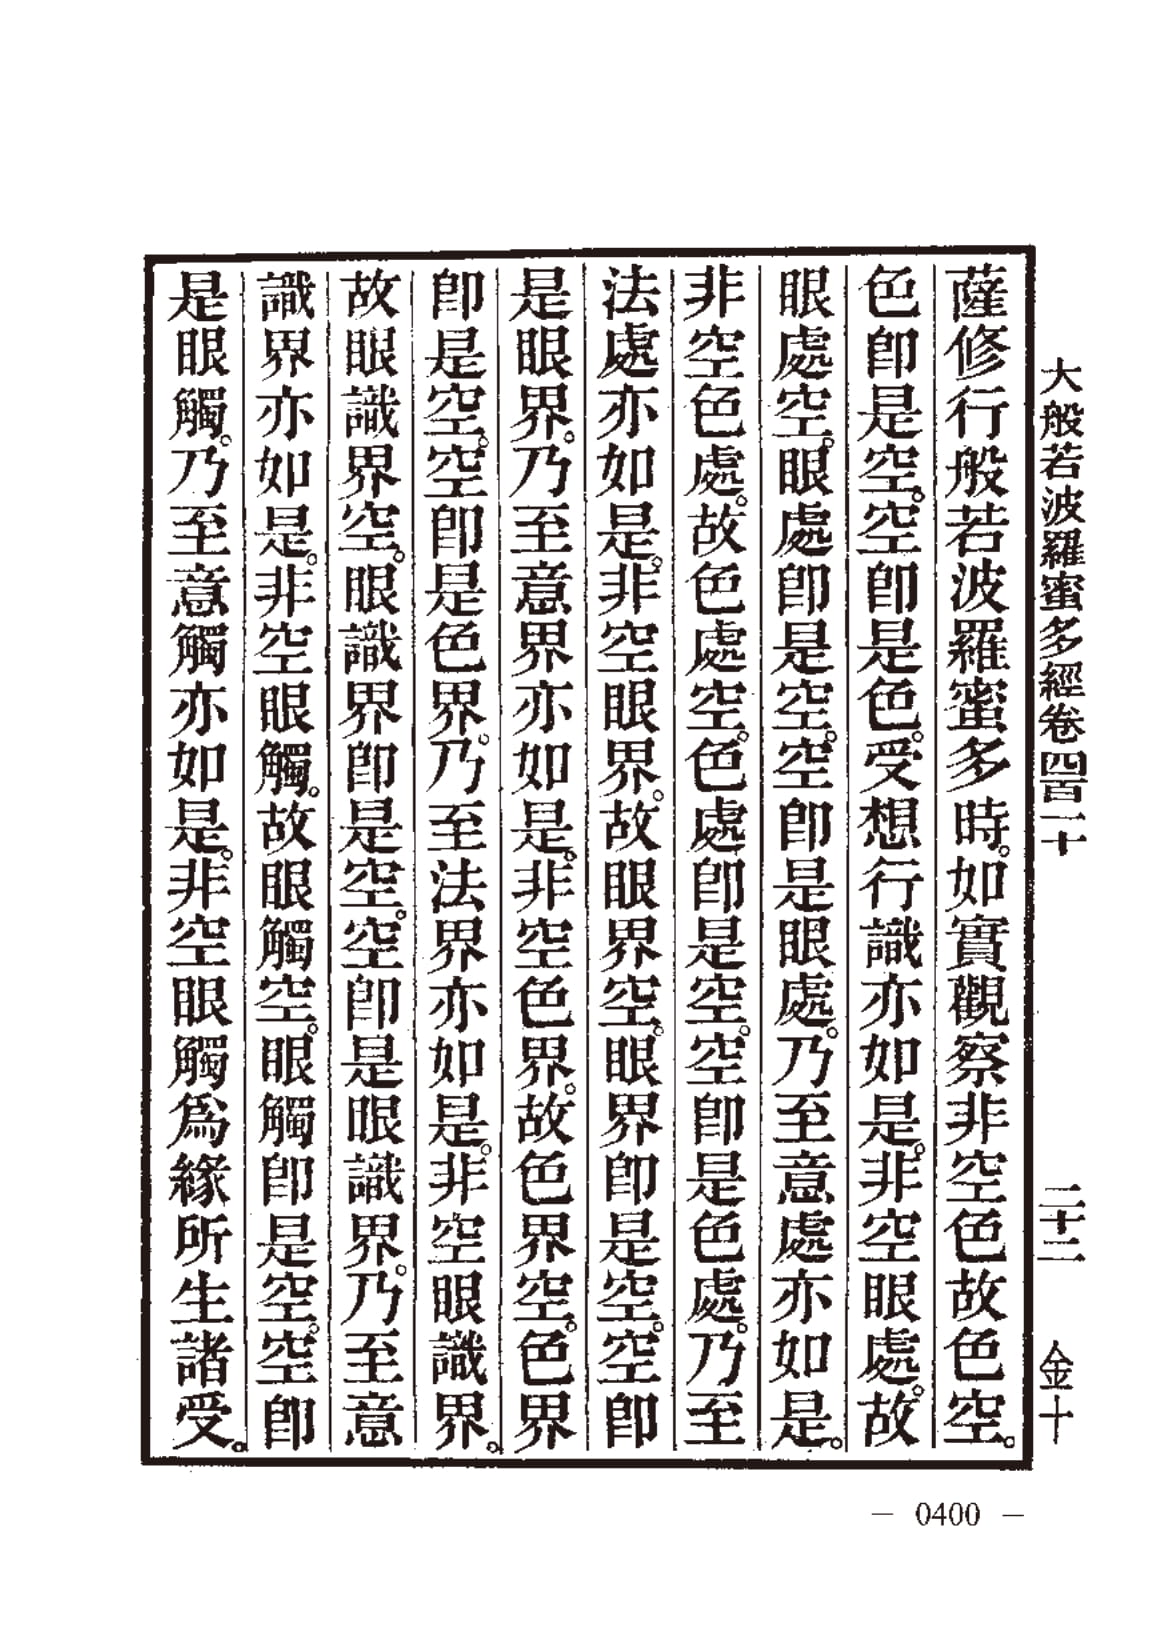 大般若波羅蜜多經卷四百二十　二十二　金十
薩修行般若波羅蜜多時。如實觀察非空色故色空。
色卽是空。空卽是色。受想行識亦如是。非空眼處。故
眼處空。眼處卽是空。空卽是眼處。乃至意處亦如是。
非空色處。故色處空。色處卽是空。空卽是色處。乃至
法處亦如是。非空眼界。故眼界空。眼界卽是空。空卽
是眼界。乃至意界亦如是。非空色界。故色界空。色界
卽是空。空卽是色界。乃至法界亦如是。非空眼識界。
故眼識界空。眼識界卽是空。空卽是眼識界。乃至意
識界亦如是。非空眼觸。故眼觸空。眼觸卽是空。空卽
是眼觸。乃至意觸亦如是。非空眼觸爲緣所生諸受。
— 0400 —